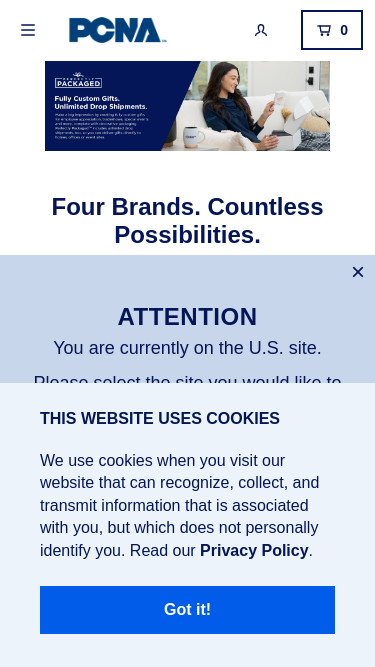 PCNA
0
PACKAGED
Fully Custom Gifts.
Unlimited Drop Shipments.
Four Brands. Countless
Possibilities.
×
ATTENTION
You are currently on the U.S. site.
Please select the site you would like to
THIS WEBSITE USES COOKIES
We use cookies when you visit our
website that can recognize, collect, and
transmit information that is associated
with you, but which does not personally
identify you. Read our Privacy Policy.
Got it!